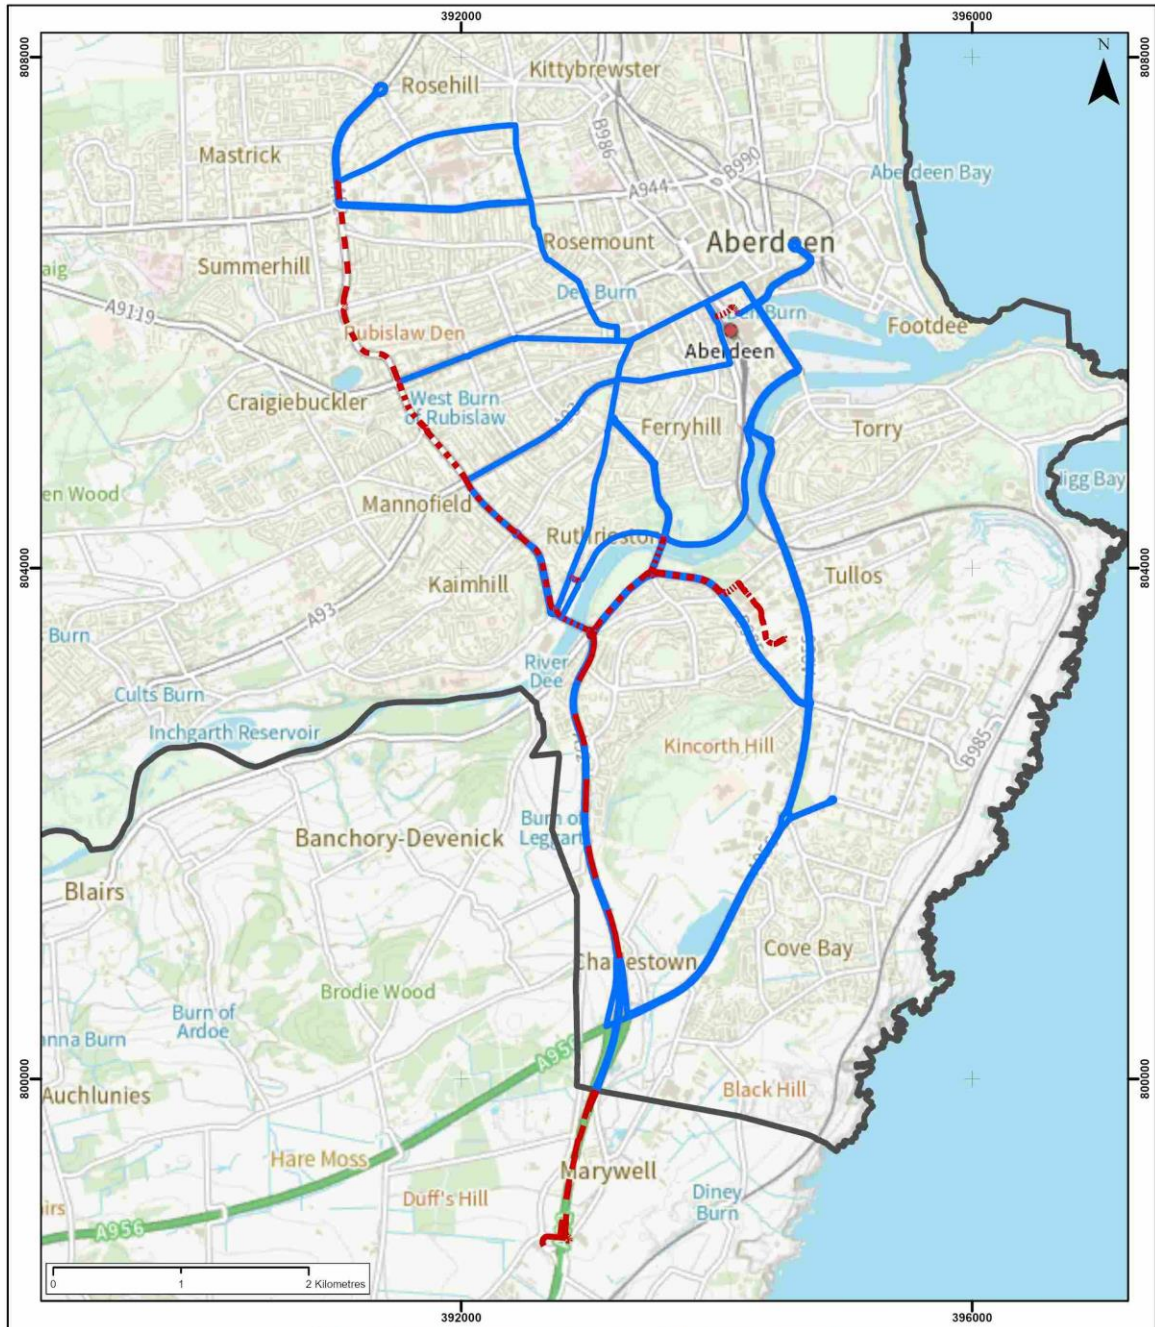 392000
396000
808000
808000
N
Kittybrewster
Rosehill
B986
Mastrick
B990
A944
Aberdeen Bay
Rosemount
Aberdeen
Summerhill
Den Burn
A9119
Den Burn
Footdee
Rubislaw Den
Aberdeen
Craigiebuckler
West Burn
of Rubislaw
Ferryhill
Torry
Mannofield
Ruthrieston
804000
804000
Kaimhill
Tullos
A93
Burn
River
Dee
Cults Burn
Inchgarth Reservoir
Kincorth Hill
B985
Burn of
Leggart
Banchory-Devenick
Blairs
Cove Bay
Charlestown
Brodie Wood
Burn of
Ardoe
800000
800000
Auchlunies
Black Hill
Hare Moss
Marywell
Duff's Hill
Diney
Burn
A956
0
1
2 Kilometres
392000
396000